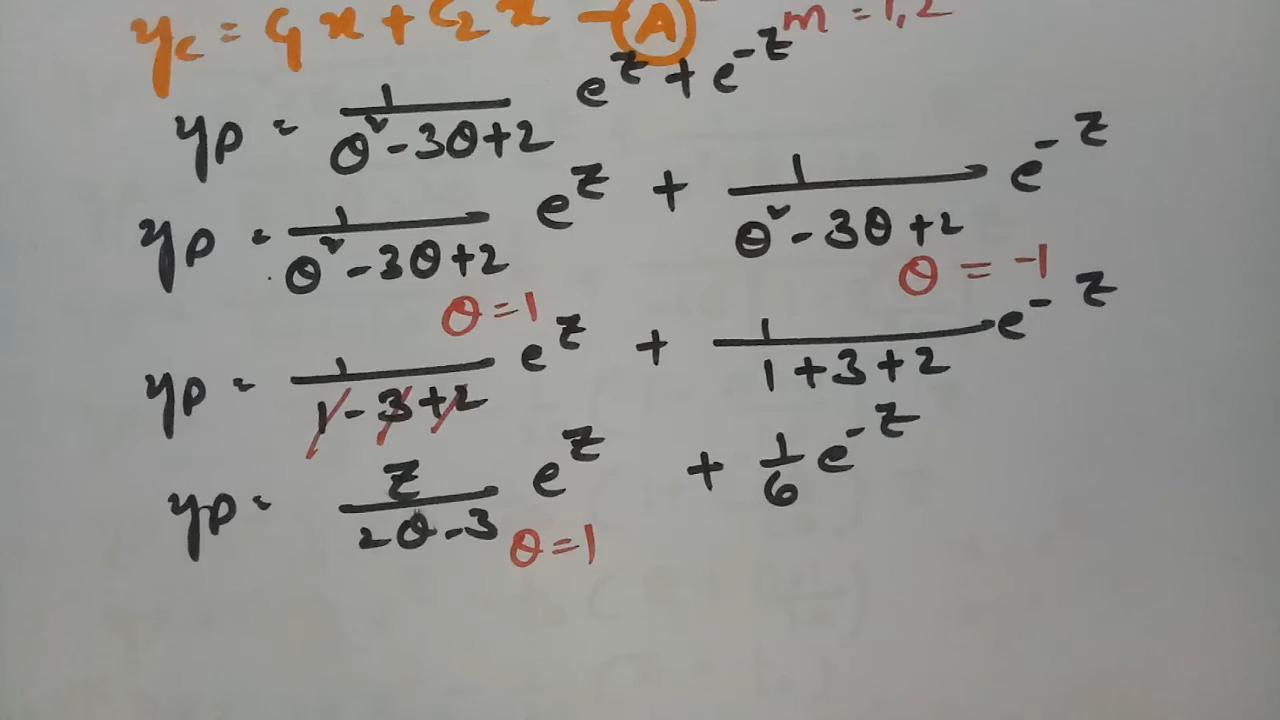 yc = C₁x + C₂x – A m = 1, 2
yp = 1/(θ² - 3θ + 2) e^z + e^-z
yp = 1/(θ² - 3θ + 2) e^z + 1/(θ² - 3θ + 2) e^-z
θ = 1 θ = -1
yp = 1/(1 - 3 + 2) e^z + 1/(1 + 3 + 2) e^-z
yp = z/(2θ - 3) e^z + 1/6 e^-z
θ = 1